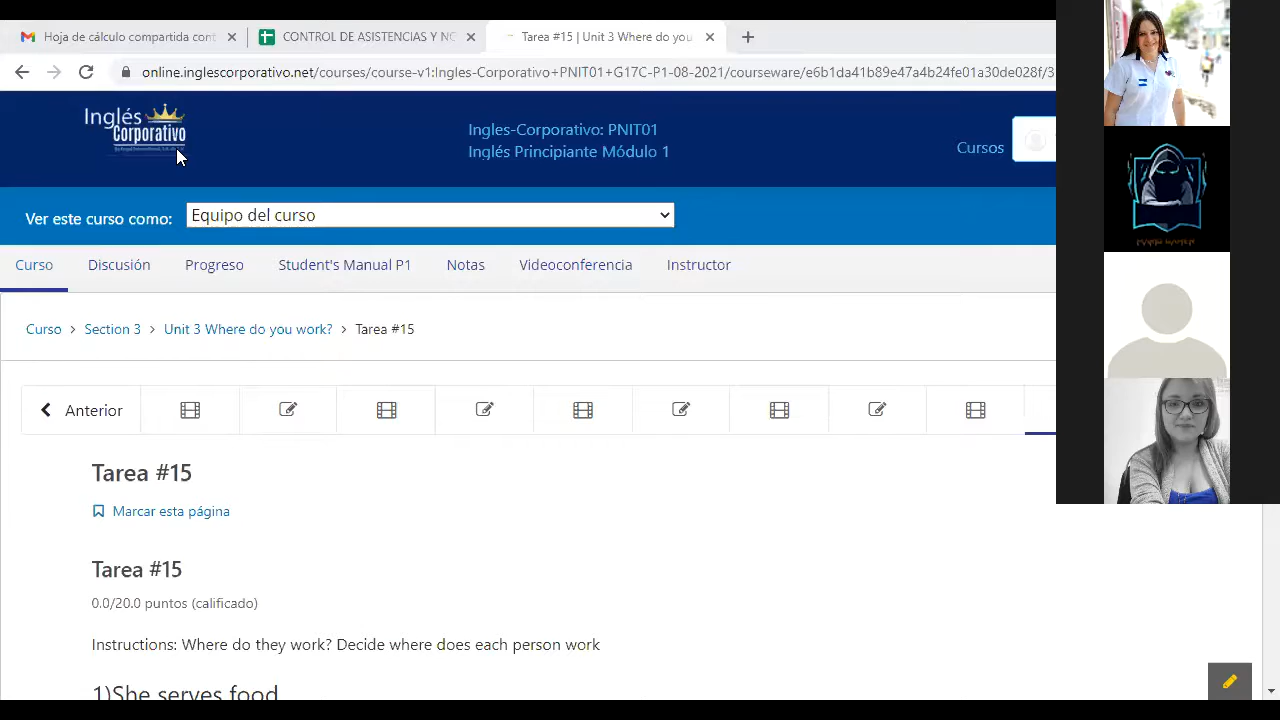 Hoja de cálculo compartida cont
CONTROL DE ASISTENCIAS Y NO
Tarea #15 | Unit 3 Where do you
online.inglescorporativo.net/courses/course-v1:Ingles-Corporativo+PNIT01+G17C-P1-08-2021/courseware/e6b1da41b89e47a4b24fe01a30de028f/3
Inglés
Corporativo
Ingles-Corporativo: PNIT01
Inglés Principiante Módulo 1
Cursos
Ver este curso como:
Equipo del curso
Curso
Discusión
Progreso
Student's Manual P1
Notas
Videoconferencia
Instructor
Curso > Section 3 > Unit 3 Where do you work? > Tarea #15
Anterior
Tarea #15
Marcar esta página
Tarea #15
0.0/20.0 puntos (calificado)
Instructions: Where do they work? Decide where does each person work
1)She serves food